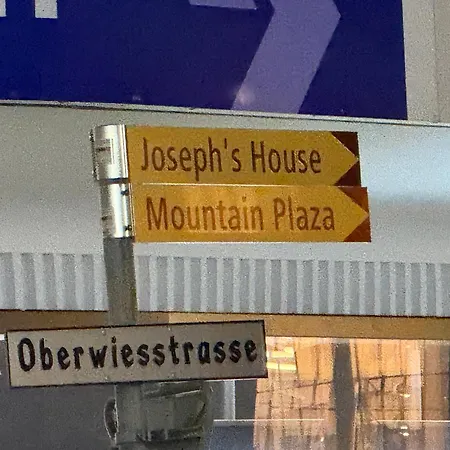 Joseph's House
Mountain Plaza
Oberwiesstrasse